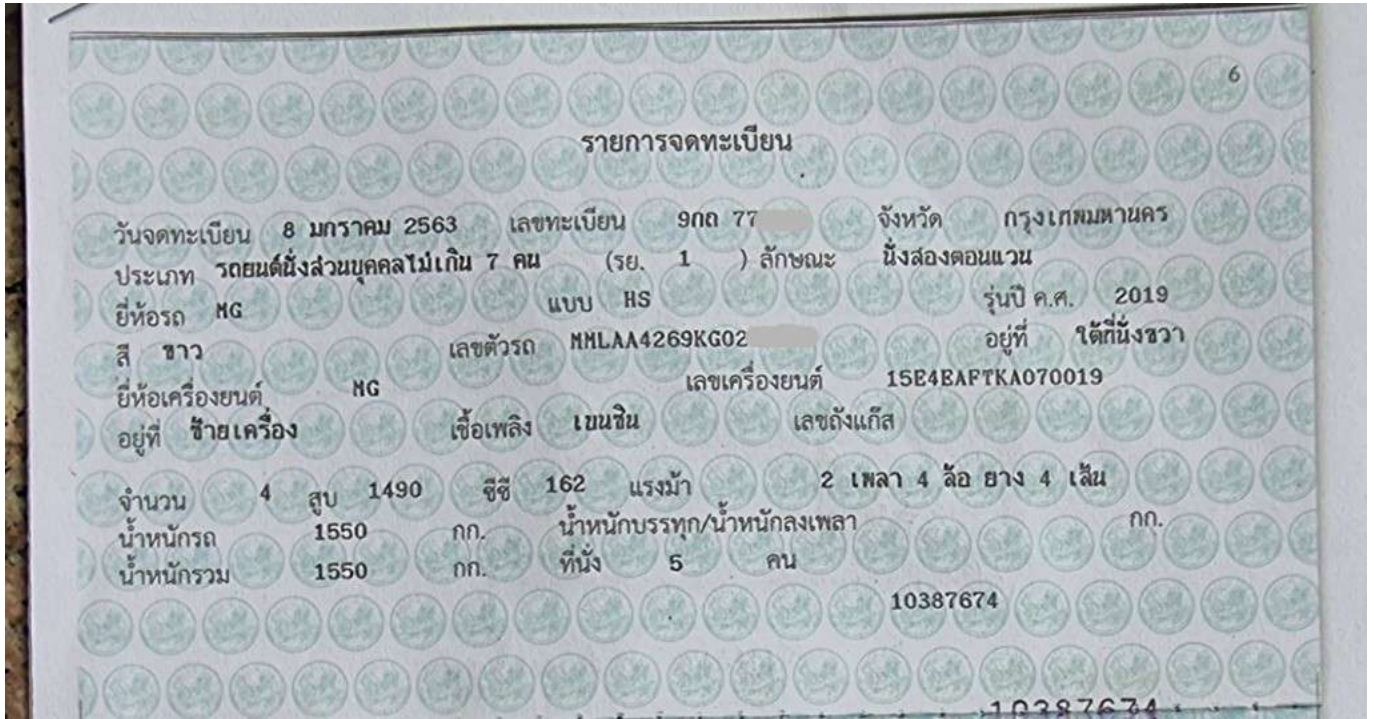 6
รายการจดทะเบียน
วันจดทะเบียน 8 มกราคม 2563 เลขทะเบียน 9กถ 77 จังหวัด กรุงเทพมหานคร
ประเภท รถยนต์นั่งส่วนบุคคลไม่เกิน 7 คน (รย. 1 ) ลักษณะ นั่งสองตอนแวน
ยี่ห้อรถ MG แบบ HS รุ่นปี ค.ศ. 2019
สี ขาว เลขตัวรถ MMLAA4269KG02 อยู่ที่ ใต้ที่นั่งขวา
ยี่ห้อเครื่องยนต์ MG เลขเครื่องยนต์ 15E4EAFTKA070019
อยู่ที่ ซ้ายเครื่อง เชื้อเพลิง เบนซิน เลขถังแก๊ส
จำนวน 4 สูบ 1490 ซีซี 162 แรงม้า 2 เพลา 4 ล้อ ยาง 4 เส้น
น้ำหนักรถ 1550 กก. น้ำหนักบรรทุก/น้ำหนักลงเพลา กก.
น้ำหนักรวม 1550 กก. ที่นั่ง 5 คน
10387674
10387674